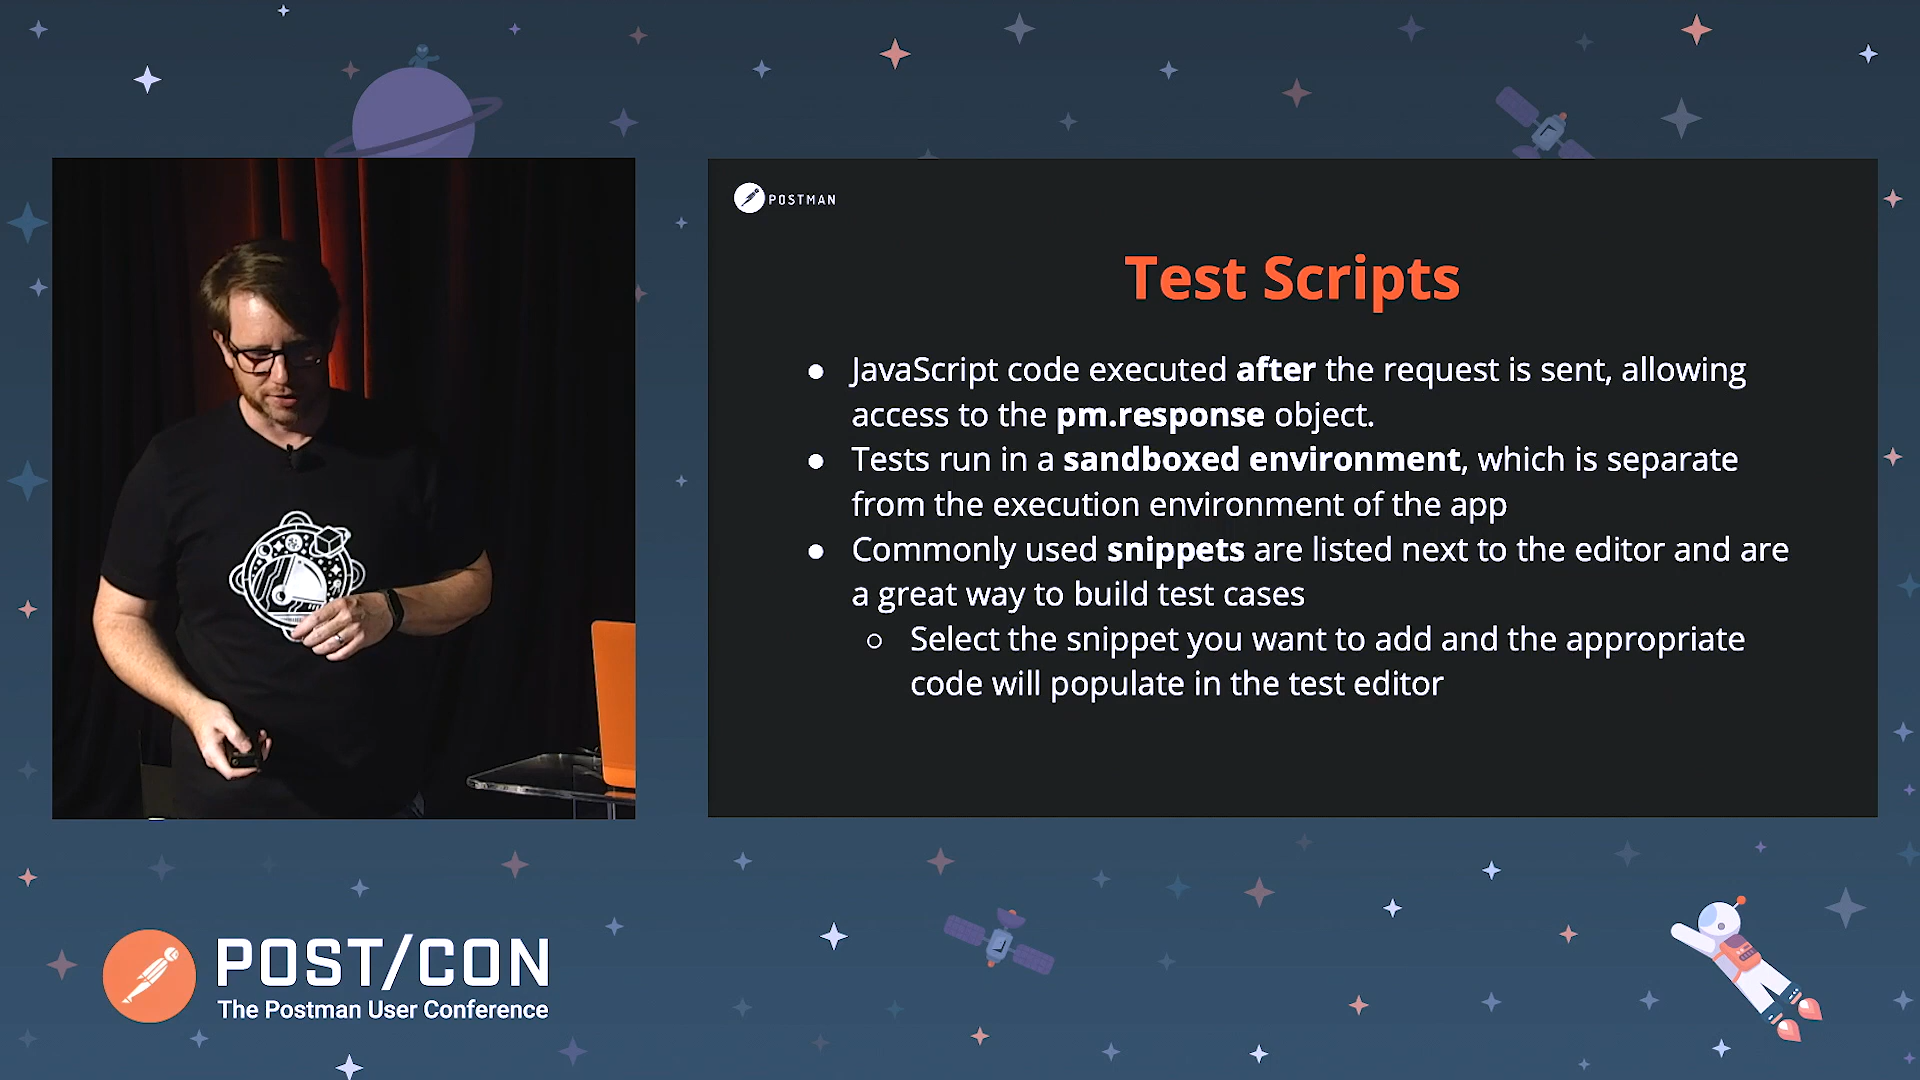 POSTMAN
Test Scripts
● JavaScript code executed after the request is sent, allowing
access to the pm.response object.
● Tests run in a sandboxed environment, which is separate
from the execution environment of the app
● Commonly used snippets are listed next to the editor and are
a great way to build test cases
○ Select the snippet you want to add and the appropriate
code will populate in the test editor
POST/CON
The Postman User Conference